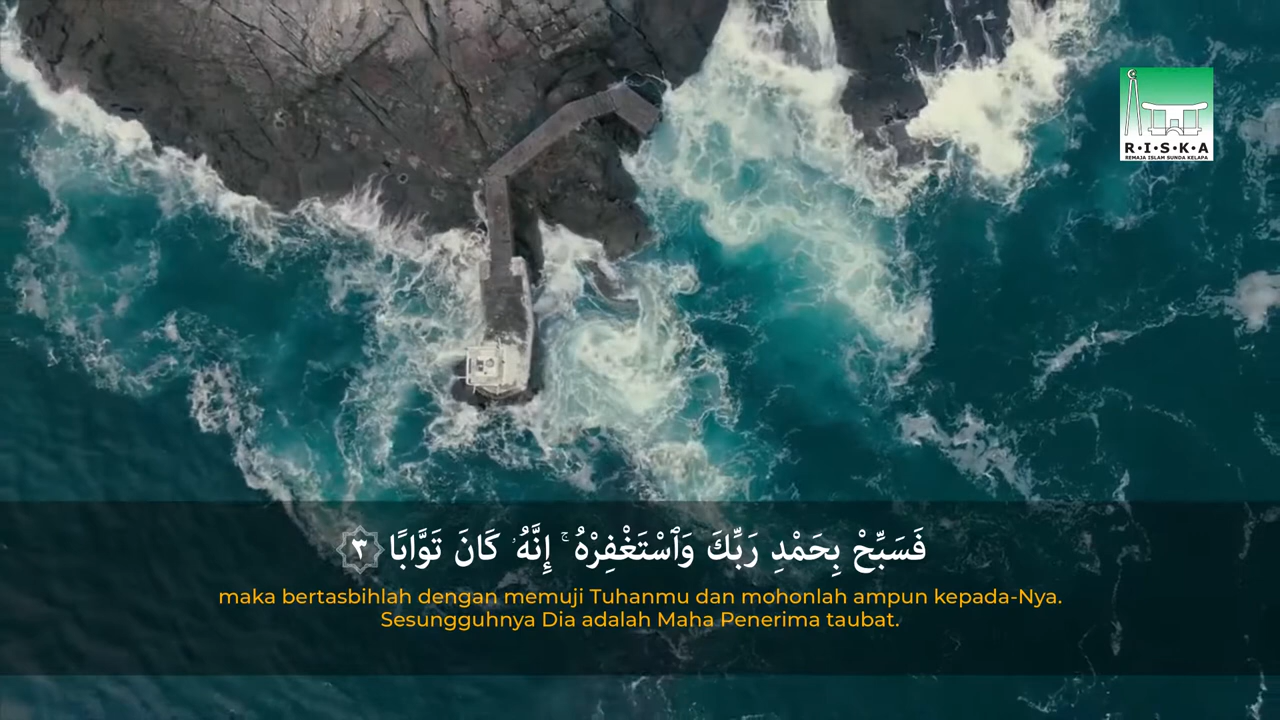 R·I·S·K·A
REMAJA ISLAM SUNDA KELAPA
فَسَبِّحْ بِحَمْدِ رَبِّكَ وَٱسْتَغْفِرْهُ ۚ إِنَّهُۥ كَانَ تَوَّابًا ٣
maka bertasbihlah dengan memuji Tuhanmu dan mohonlah ampun kepada-Nya.
Sesungguhnya Dia adalah Maha Penerima taubat.